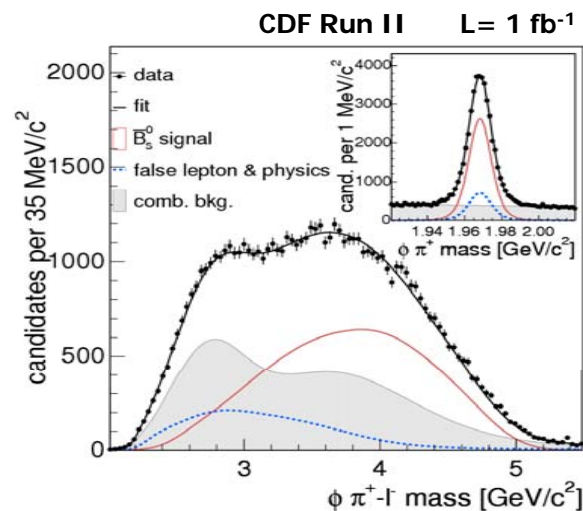 CDF Run II L= 1 fb⁻¹
candidates per 35 MeV/c²
2000
1500
1000
500
0
data
fit
B̅ₛ⁰ signal
false lepton & physics
comb. bkg.
cand. per 1 MeV/c²
4000
3000
2000
1000
0
1.94 1.96 1.98 2.00
ϕ π⁺ mass [GeV/c²]
3 4 5
ϕ π⁺-l⁻ mass [GeV/c²]